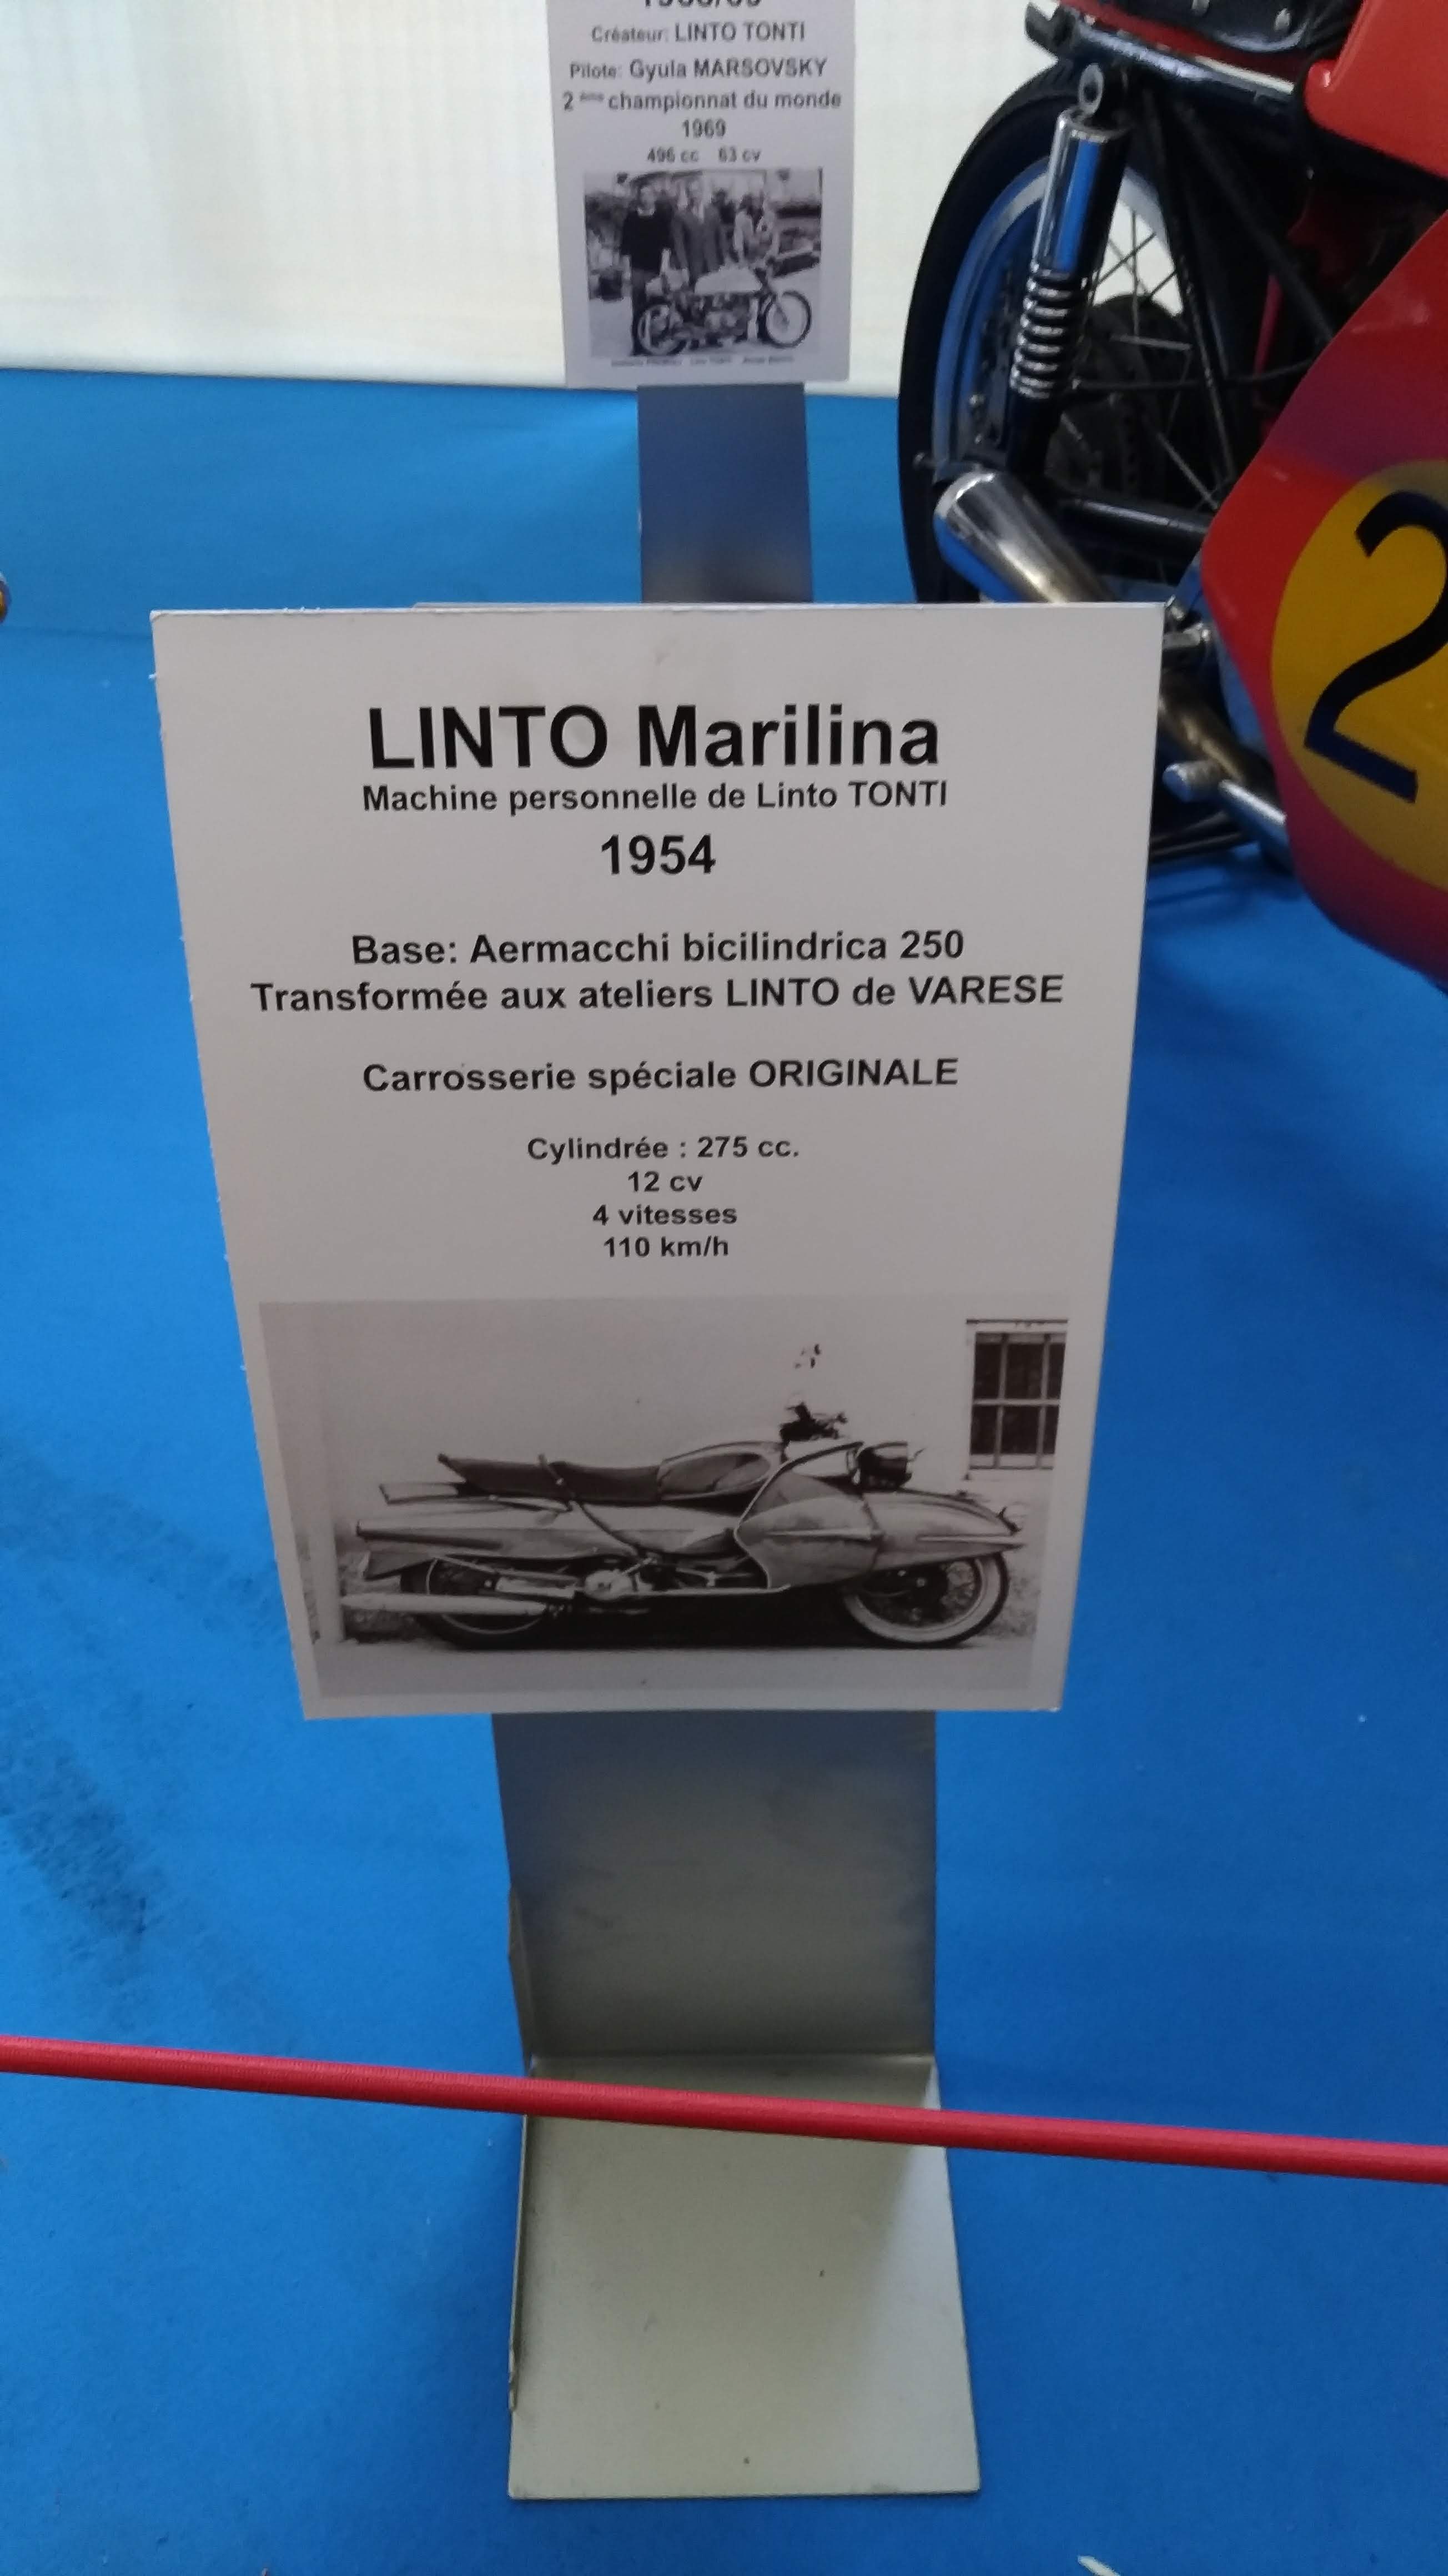 Créateur: LINTO TONTI
Pilote: Gyula MARSOVSKY
2 ème championnat du monde
1969
496 cc 63 cv
2
LINTO Marilina
Machine personnelle de Linto TONTI
1954
Base: Aermacchi bicilindrica 250
Transformée aux ateliers LINTO de VARESE
Carrosserie spéciale ORIGINALE
Cylindrée : 275 cc.
12 cv
4 vitesses
110 km/h